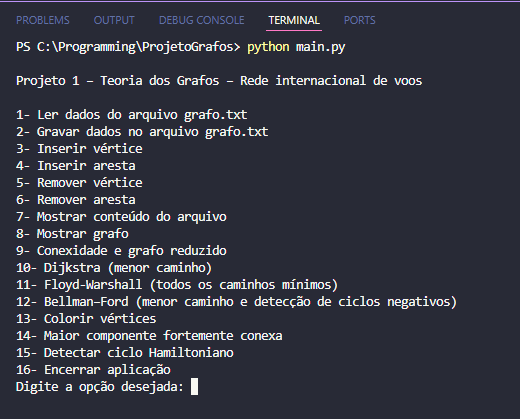 PROBLEMS OUTPUT DEBUG CONSOLE TERMINAL PORTS
PS C:\Programming\ProjetoGrafos> python main.py
Projeto 1 – Teoria dos Grafos – Rede internacional de voos
1- Ler dados do arquivo grafo.txt
2- Gravar dados no arquivo grafo.txt
3- Inserir vértice
4- Inserir aresta
5- Remover vértice
6- Remover aresta
7- Mostrar conteúdo do arquivo
8- Mostrar grafo
9- Conexidade e grafo reduzido
10- Dijkstra (menor caminho)
11- Floyd-Warshall (todos os caminhos mínimos)
12- Bellman-Ford (menor caminho e detecção de ciclos negativos)
13- Colorir vértices
14- Maior componente fortemente conexa
15- Detectar ciclo Hamiltoniano
16- Encerrar aplicação
Digite a opção desejada: